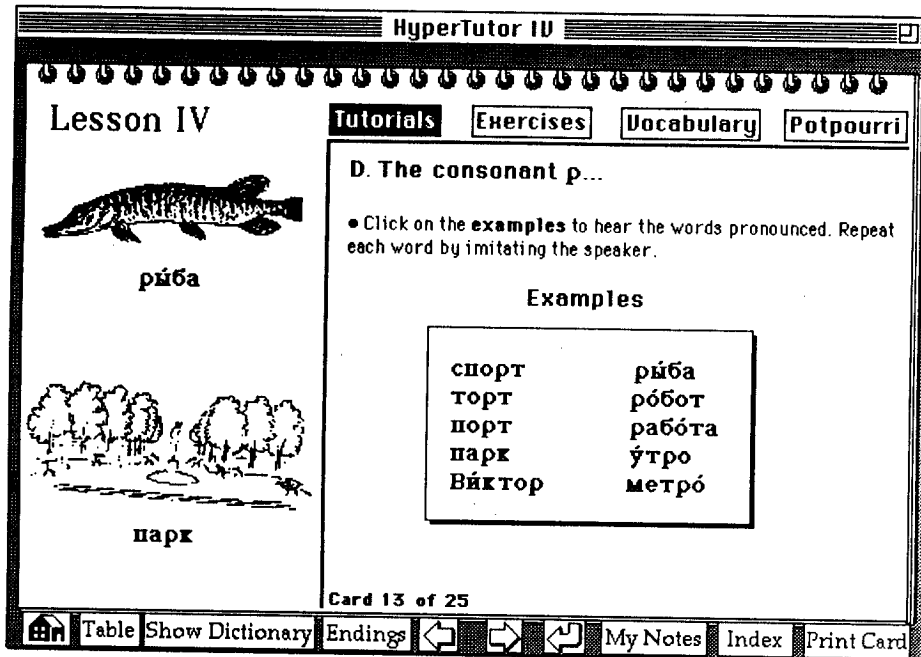 HyperTutor IV
Lesson IV
Tutorials Exercises Vocabulary Potpourri
ры́ба
парк
D. The consonant р...
• Click on the examples to hear the words pronounced. Repeat
each word by imitating the speaker.
Examples
спорт ры́ба
торт ро́бот
порт рабо́та
парк у́тро
Ви́ктор метро́
Card 13 of 25
Table Show Dictionary Endings My Notes Index Print Card